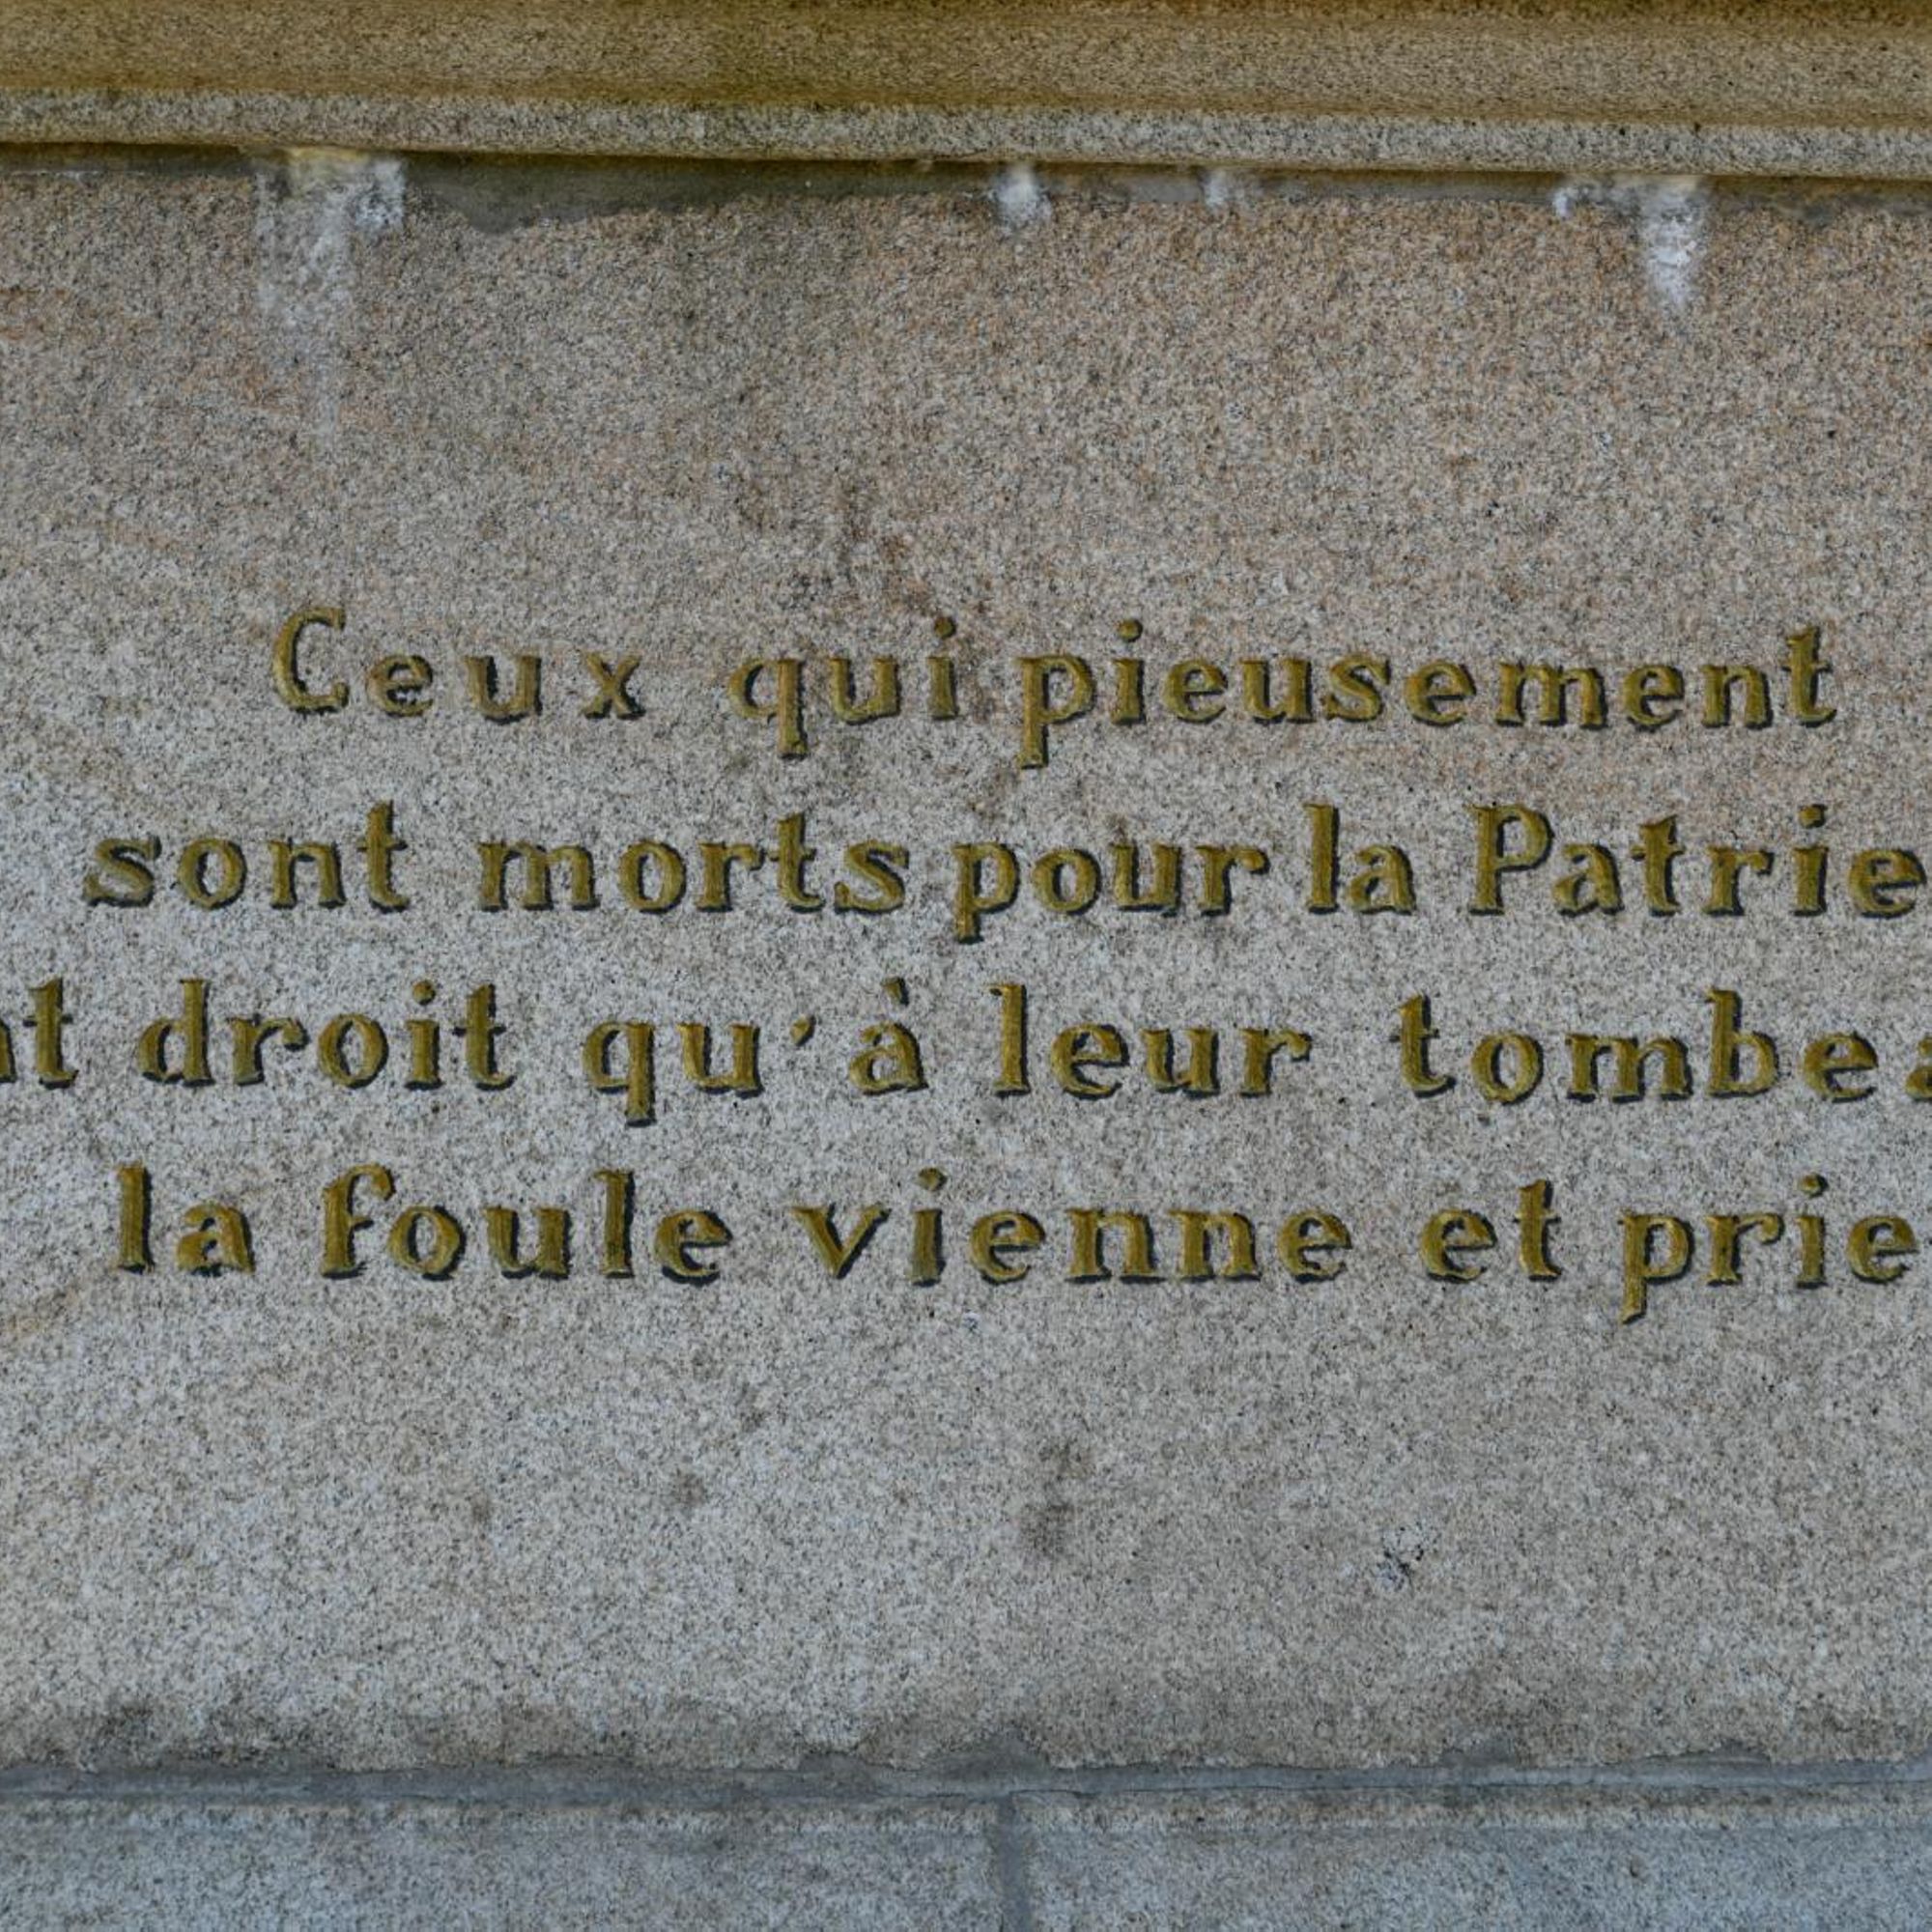 Ceux qui pieusement
sont morts pour la Patrie
droit qu'à leur
la foule vienne et prie